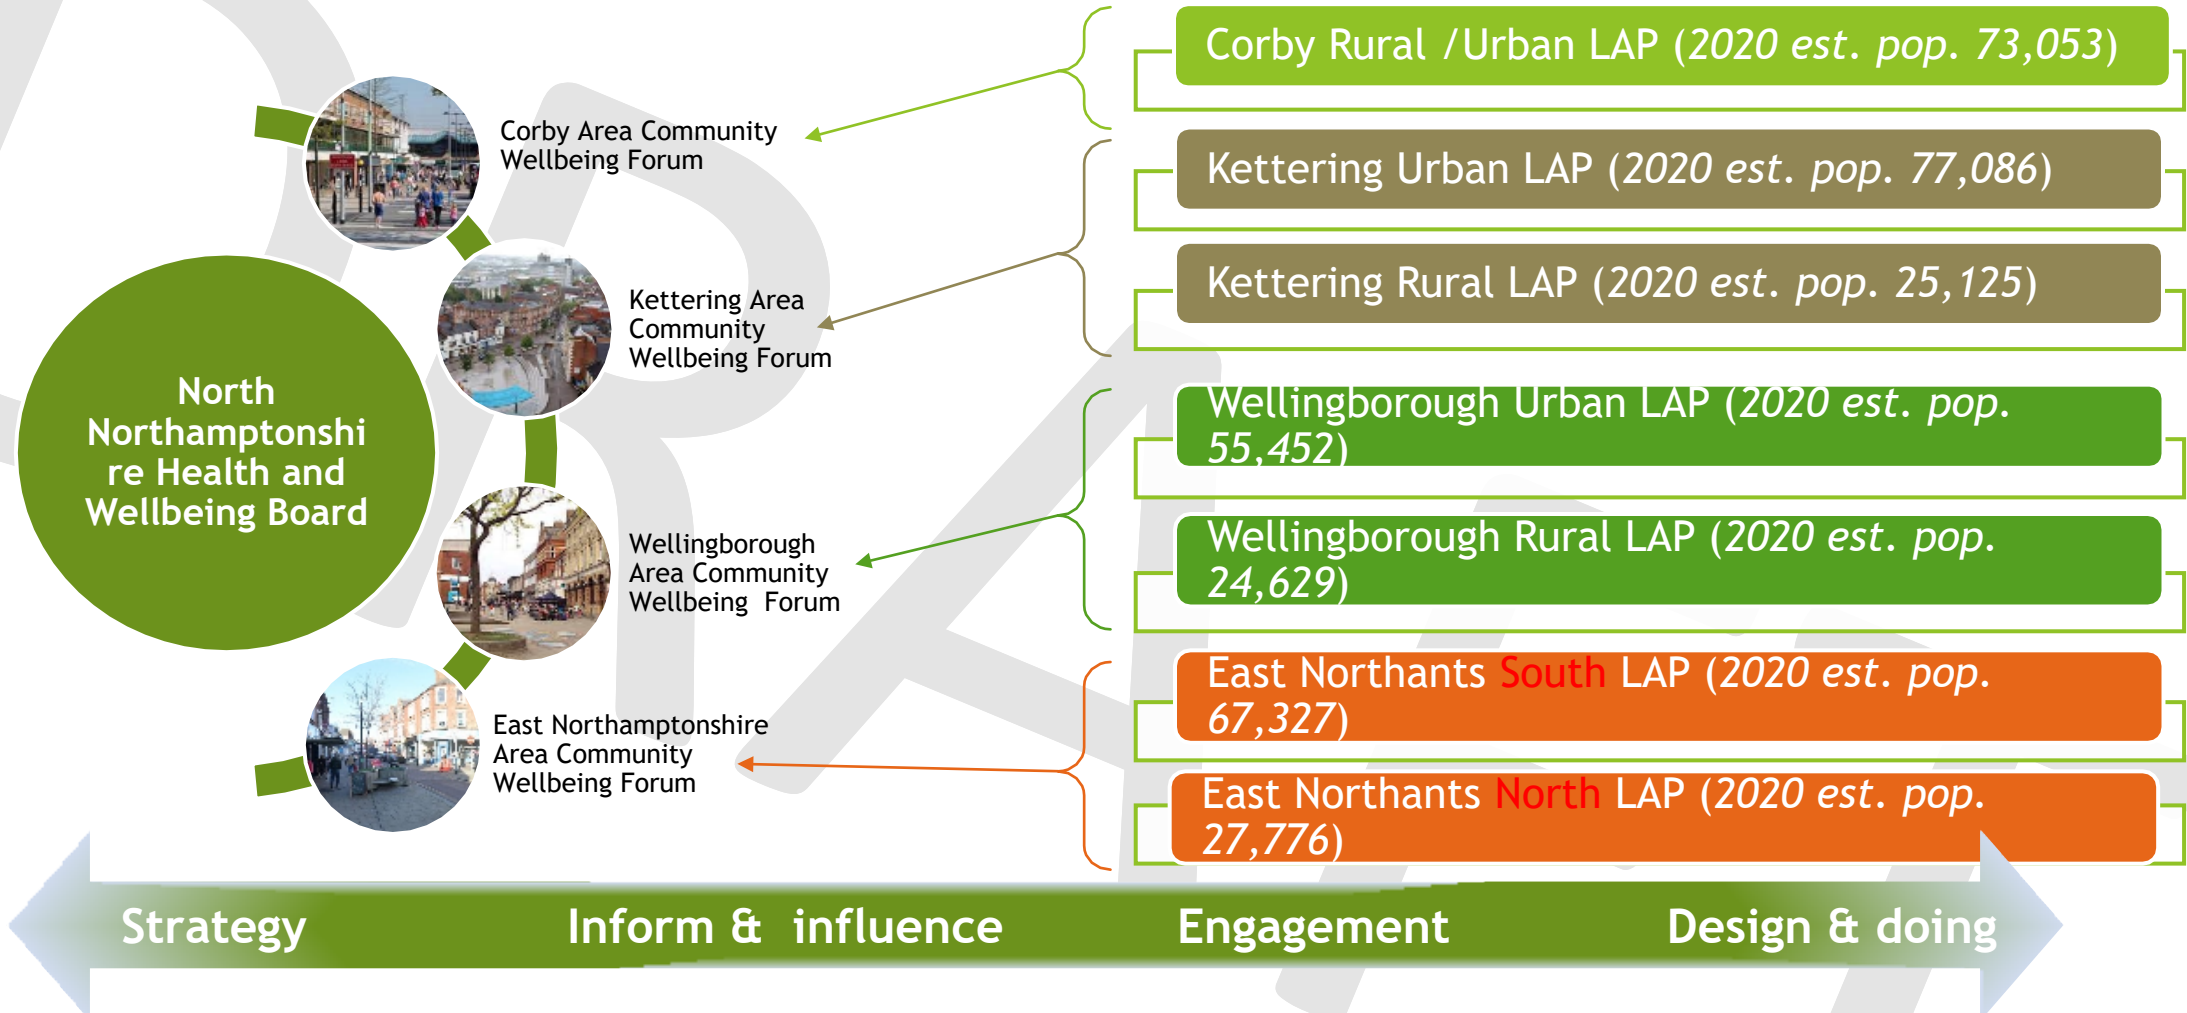 Corby Area Community
Wellbeing Forum
Kettering Area
Community
Wellbeing Forum
Wellingborough
Area Community
Wellbeing  Forum
East Northamptonshire
Area Community
Wellbeing Forum
North
Northamptonshi
re Health and
Wellbeing Board
Corby Rural /Urban LAP (2020 est. pop. 73,053)
Kettering Urban LAP (2020 est. pop. 77,086)
Kettering Rural LAP (2020 est. pop. 25,125)
Wellingborough Urban LAP (2020 est. pop.
55,452)
Wellingborough Rural LAP (2020 est. pop.
24,629)
East Northants South LAP (2020 est. pop.
67,327)
East Northants North LAP (2020 est. pop.
27,776)
Strategy
Inform &  influence
Engagement
Design & doing
DRAFT